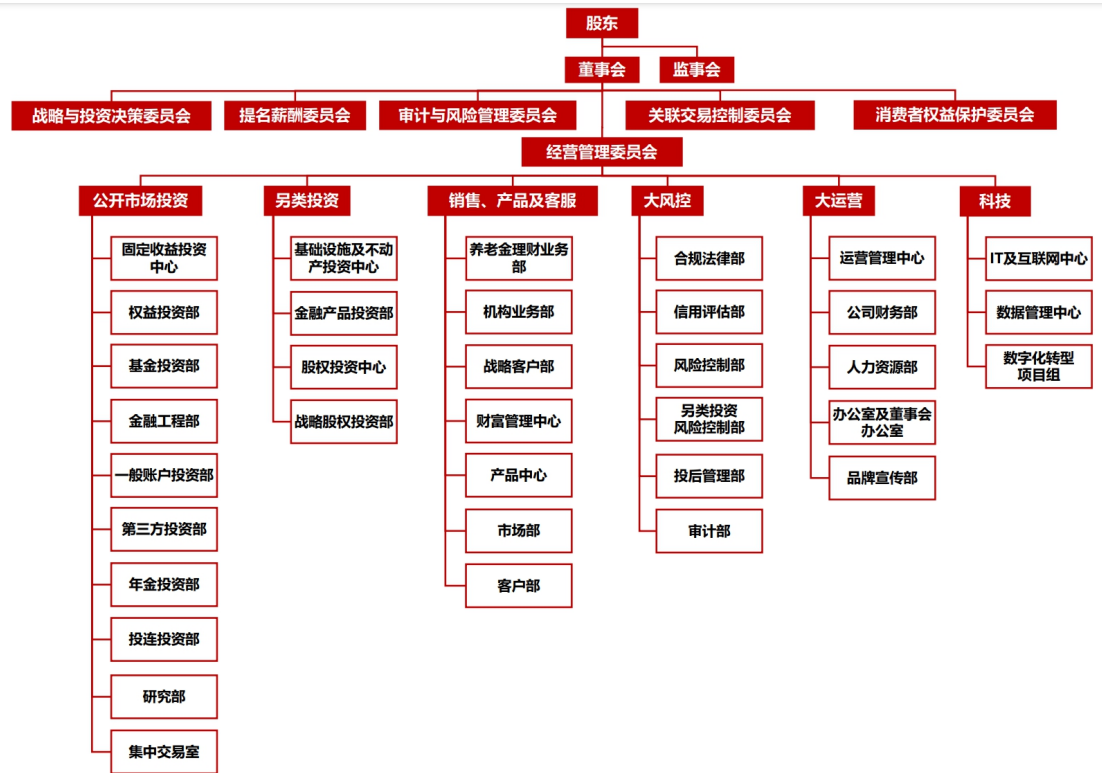 股东
董事会
监事会
战略与投资决策委员会
提名薪酬委员会
审计与风险管理委员会
关联交易控制委员会
消费者权益保护委员会
经营管理委员会
公开市场投资
另类投资
销售、产品及客服
大风控
大运营
科技
固定收益投资
中心
权益投资部
基金投资部
金融工程部
一般账户投资部
第三方投资部
年金投资部
投连投资部
研究部
集中交易室
基础设施及不动
产投资中心
金融产品投资部
股权投资中心
战略股权投资部
养老金理财业务
部
机构业务部
战略客户部
财富管理中心
产品中心
市场部
客户部
合规法律部
信用评估部
风险控制部
另类投资
风险控制部
投后管理部
审计部
运营管理中心
公司财务部
人力资源部
办公室及董事会
办公室
品牌宣传部
IT及互联网中心
数据管理中心
数字化转型
项目组